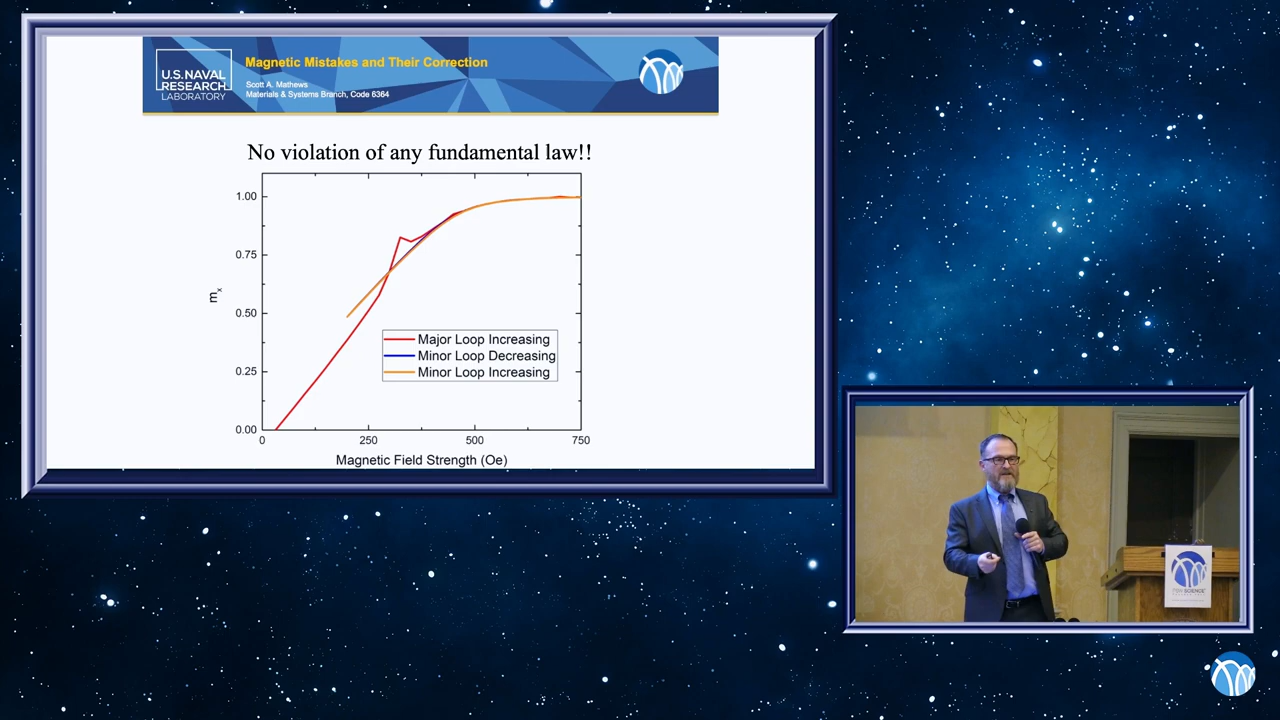 U.S. NAVAL
RESEARCH
LABORATORY
Magnetic Mistakes and Their Correction
Scott A. Mathews
Materials & Systems Branch, Code 6364
No violation of any fundamental law!!
1.00
0.75
0.50
0.25
0.00
mx
Major Loop Increasing
Minor Loop Decreasing
Minor Loop Increasing
0 250 500 750
Magnetic Field Strength (Oe)